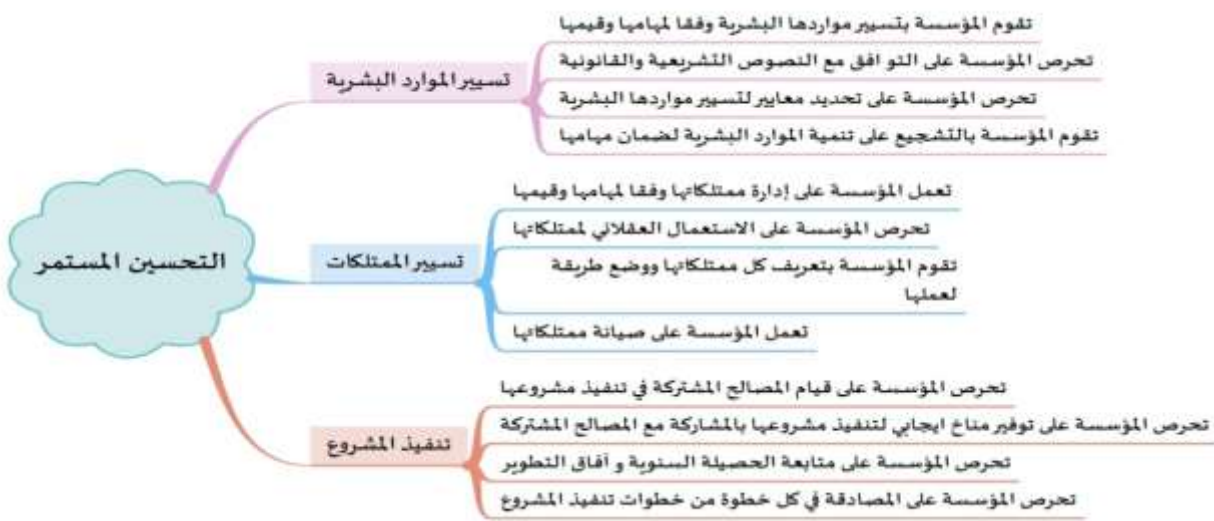 التحسين المستمر
تسيير الموارد البشرية
تقوم المؤسسة بتسيير مواردها البشرية وفقا لمهامها وقيمها
تحرص المؤسسة على التوافق مع النصوص التشريعية والقانونية
تحرص المؤسسة على تحديد معايير لتسيير مواردها البشرية
تقوم المؤسسة بالتشجيع على تنمية الموارد البشرية لضمان مهامها
تسيير الممتلكات
تعمل المؤسسة على إدارة ممتلكاتها وفقا لمهامها وقيمها
تحرص المؤسسة على الاستعمال العقلاني لممتلكاتها
تقوم المؤسسة بتعريف كل ممتلكاتها ووضع طريقة
لعملها
تعمل المؤسسة على صيانة ممتلكاتها
تنفيذ المشروع
تحرص المؤسسة على قيام المصالح المشتركة في تنفيذ مشروعها
تحرص المؤسسة على توفير مناخ ايجابي لتنفيذ مشروعها بالمشاركة مع المصالح المشتركة
تحرص المؤسسة على متابعة الحصيلة السنوية و آفاق التطوير
تحرص المؤسسة على المصادقة في كل خطوة من خطوات تنفيذ المشروع